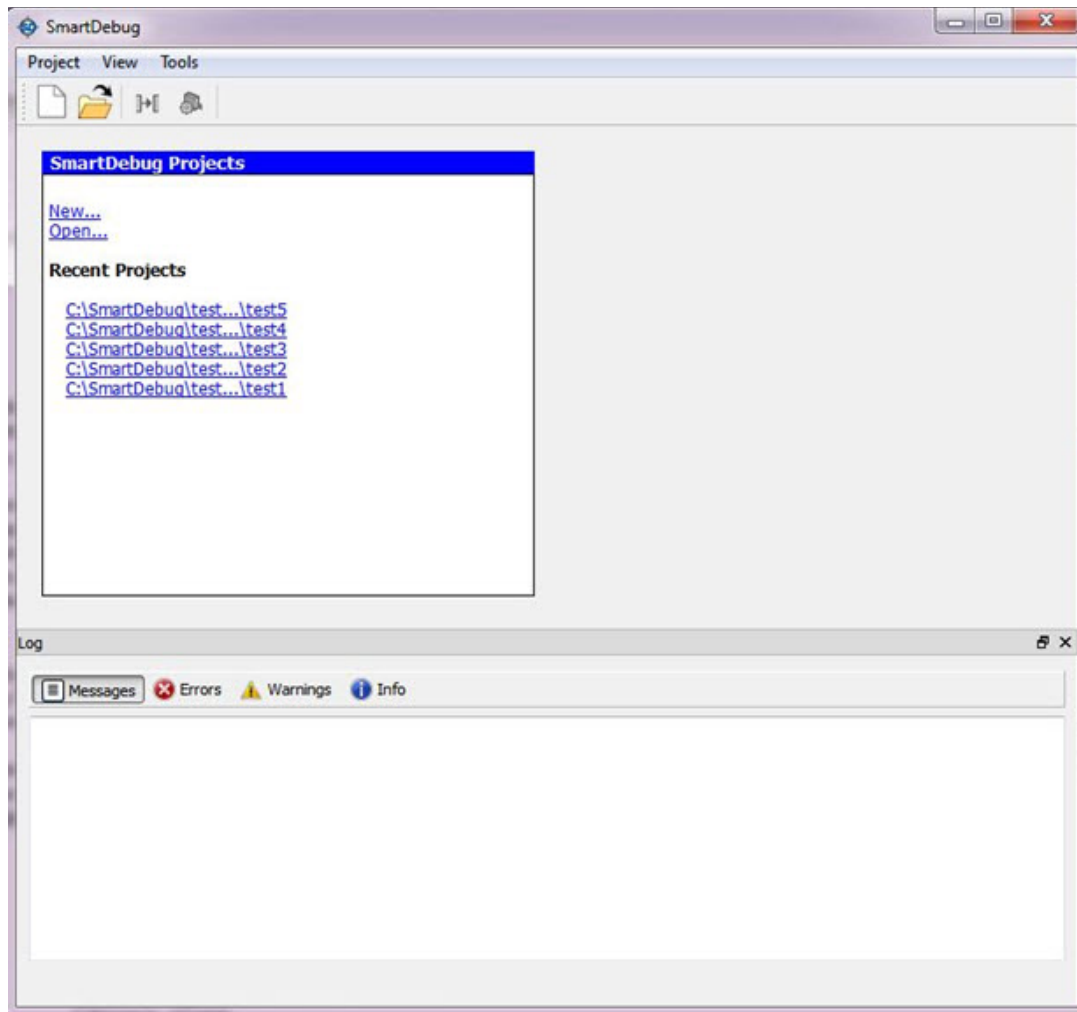 SmartDebug
Project View Tools
SmartDebug Projects
New...
Open...
Recent Projects
C:\SmartDebug\test...\test5
C:\SmartDebug\test...\test4
C:\SmartDebug\test...\test3
C:\SmartDebug\test...\test2
C:\SmartDebug\test...\test1
Log
Messages Errors Warnings Info